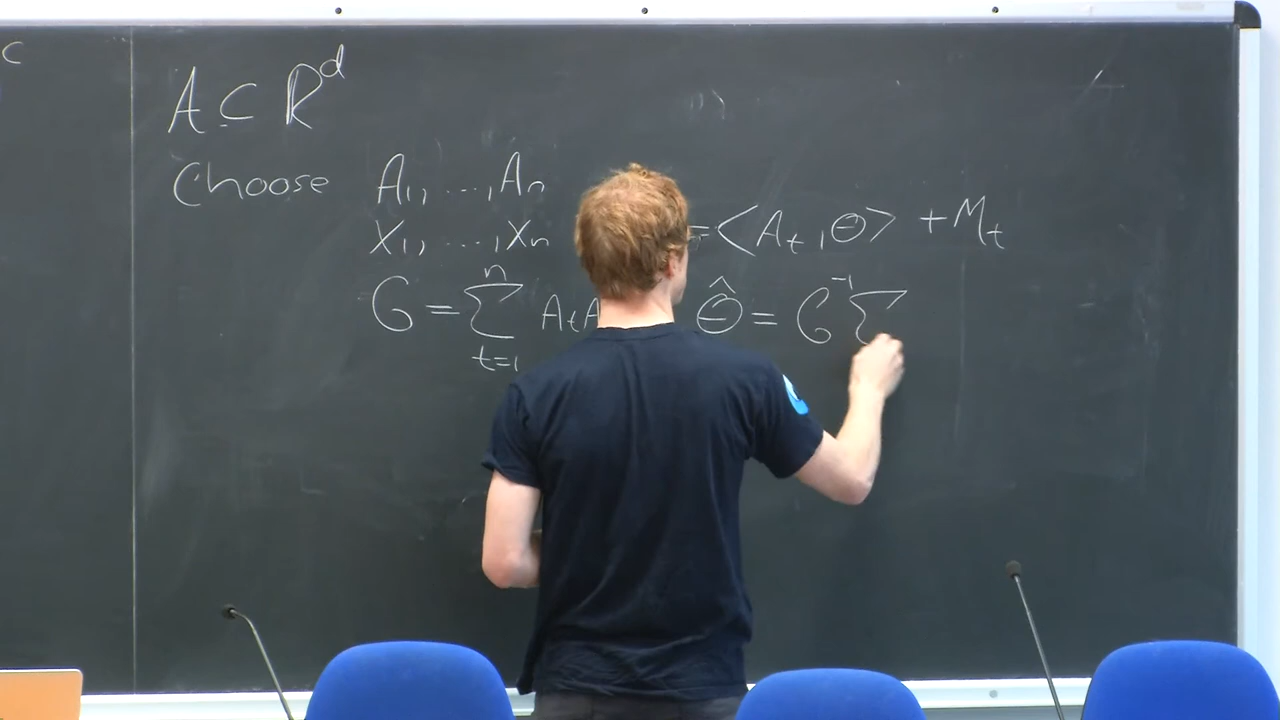 c
A ⊂ R^d
Choose A₁, ..., Aₙ
X₁, ..., Xₙ = <A_t, Θ> + M_t
G = Σ_{t=1}^{n} A_t A Θ̂ = G^{-1} Σ